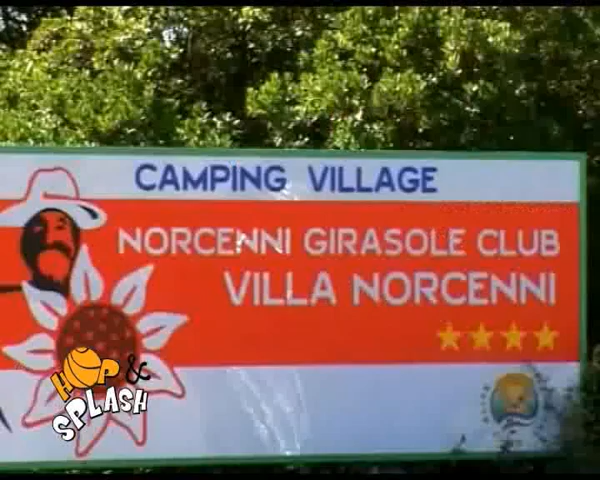 CAMPING VILLAGE
NORCENNI GIRASOLE CLUB
VILLA NORCENNI
HOP &
SPLASH